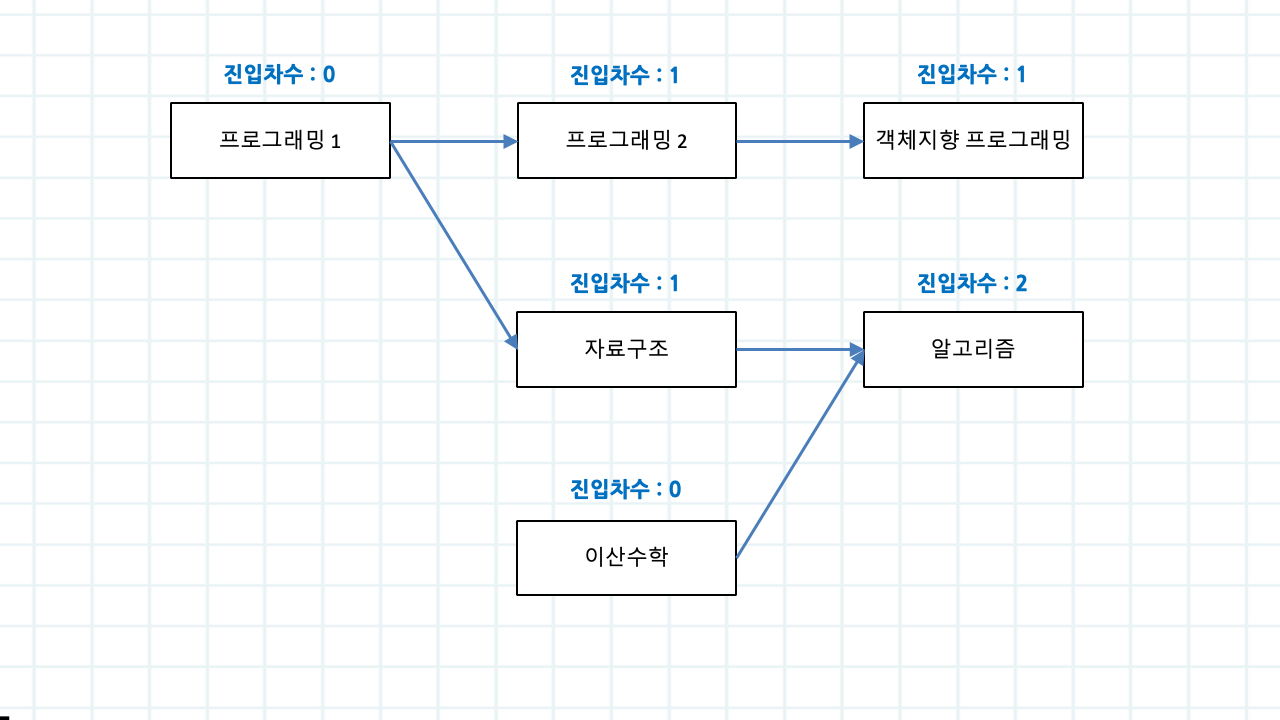 진입차수 : 0
진입차수 : 1
진입차수 : 1
프로그래밍 1
프로그래밍 2
객체지향 프로그래밍
진입차수 : 1
진입차수 : 2
자료구조
알고리즘
진입차수 : 0
이산수학